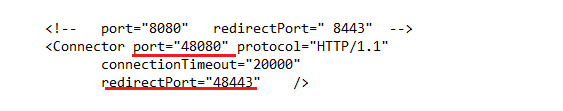 <!--   port="8080"   redirectPort=" 8443"  -->
<Connector port="48080" protocol="HTTP/1.1"
connectionTimeout="20000"
redirectPort="48443"    />